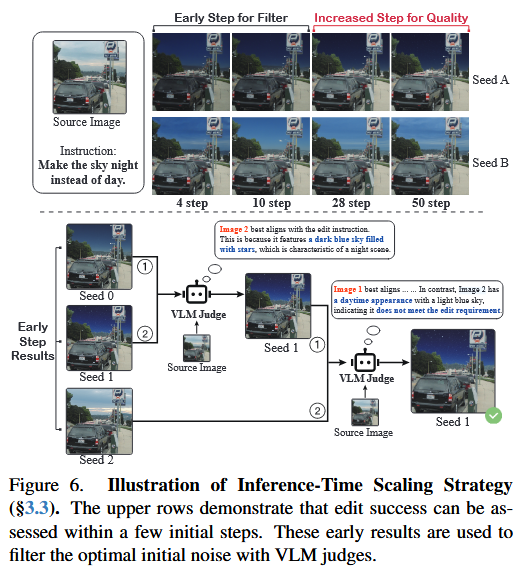 Early Step for Filter
Increased Step for Quality
Source Image
Instruction:
Make the sky night
instead of day.
Seed A
Seed B
4 step
10 step
28 step
50 step
Image 2 best aligns with the edit instruction.
This is because it features a dark blue sky filled
with stars, which is characteristic of a night scene.
Image 1 best aligns ... ... In contrast, Image 2 has
a daytime appearance with a light blue sky,
indicating it does not meet the edit requirement.
Early
Step
Results
Seed 0
1
Seed 1
2
Seed 2
VLM Judge
Source Image
Seed 1
1
2
VLM Judge
Source Image
Seed 1
Figure 6. Illustration of Inference-Time Scaling Strategy
(§3.3). The upper rows demonstrate that edit success can be as-
sessed within a few initial steps. These early results are used to
filter the optimal initial noise with VLM judges.